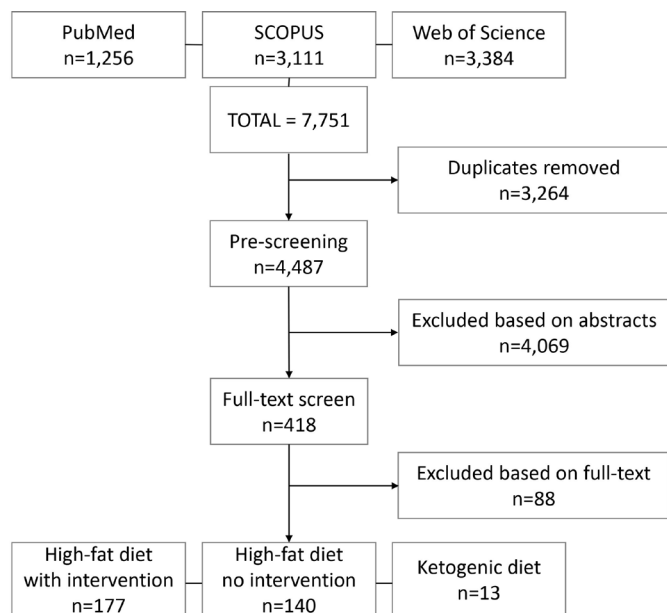 PubMed
n=1,256
SCOPUS
n=3,111
Web of Science
n=3,384
TOTAL = 7,751
Duplicates removed
n=3,264
Pre-screening
n=4,487
Excluded based on abstracts
n=4,069
Full-text screen
n=418
Excluded based on full-text
n=88
High-fat diet
with intervention
n=177
High-fat diet
no intervention
n=140
Ketogenic diet
n=13